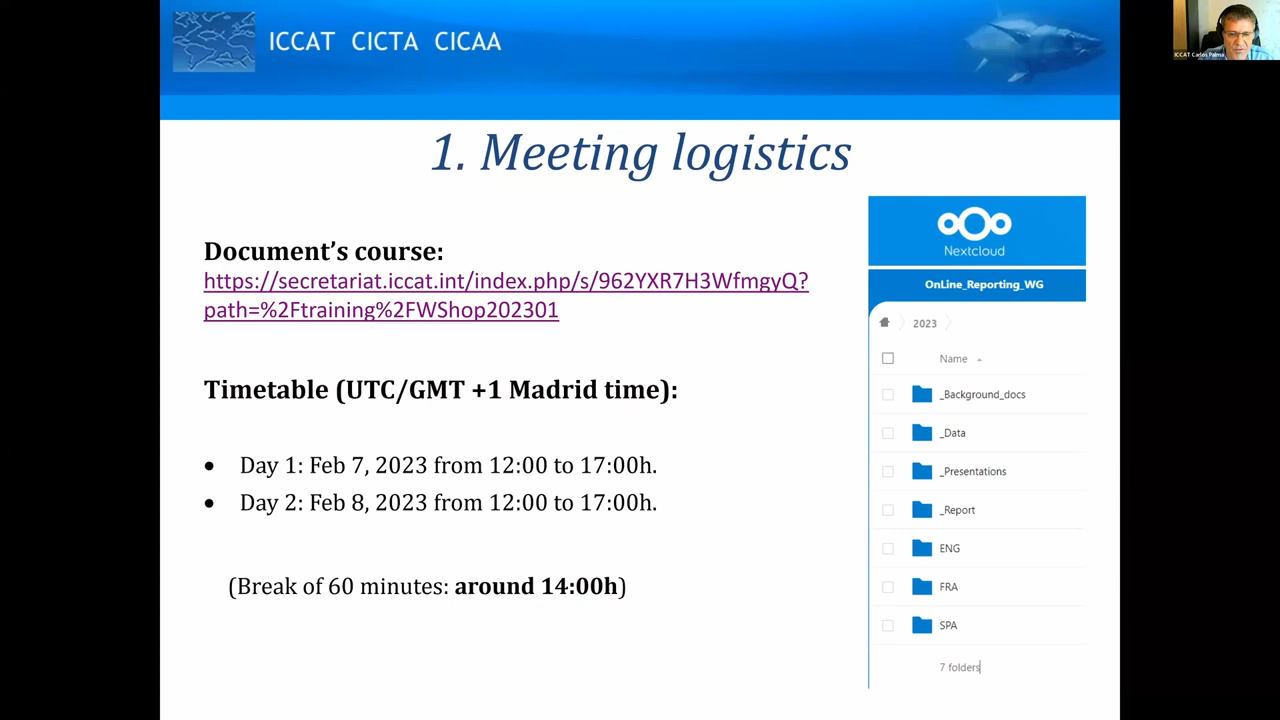 ICCAT CICTA CICAA
ICCAT Carlos Palma
1. Meeting logistics
Document’s course:
https://secretariat.iccat.int/index.php/s/962YXR7H3WfmgyQ?
path=%2Ftraining%2FWShop202301
Timetable (UTC/GMT +1 Madrid time):
• Day 1: Feb 7, 2023 from 12:00 to 17:00h.
• Day 2: Feb 8, 2023 from 12:00 to 17:00h.
(Break of 60 minutes: around 14:00h)
Nextcloud
OnLine_Reporting_WG
2023
Name
_Background_docs
_Data
_Presentations
_Report
ENG
FRA
SPA
7 folders